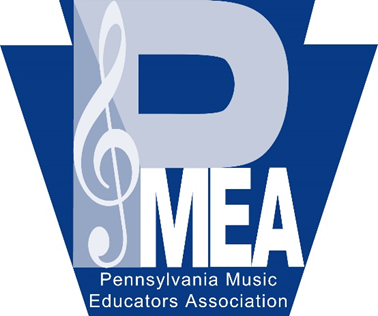 P
MEA
Pennsylvania Music
Educators Association